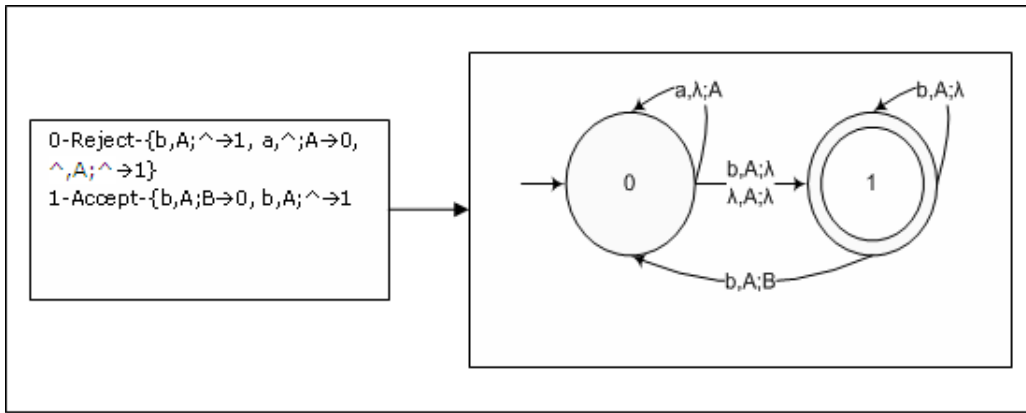 0-Reject-{b,A;^→1, a,^;A→0,
^,A;^→1}
1-Accept-{b,A;B→0, b,A;^→1
a,λ;A
b,A;λ
0
b,A;λ
λ,A;λ
1
b,A;B